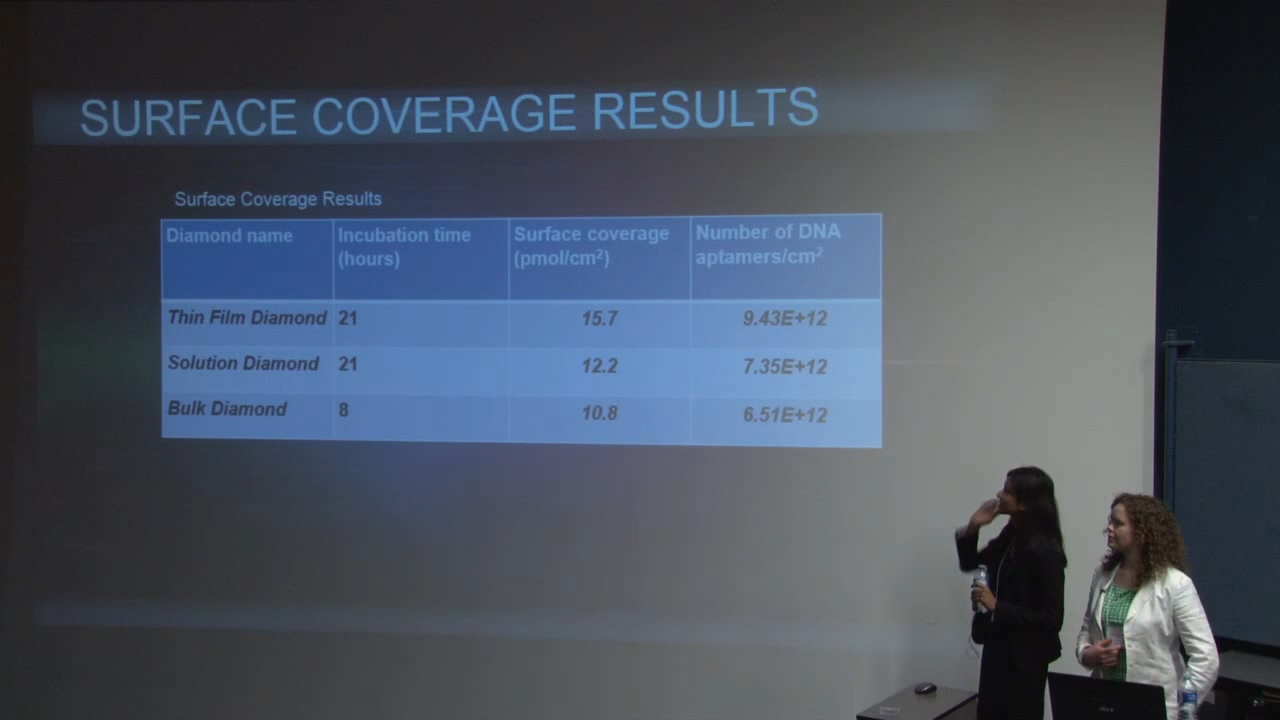 SURFACE COVERAGE RESULTS
Surface Coverage Results
Diamond name
Incubation time
(hours)
Surface coverage
(pmol/cm²)
Number of DNA
aptamers/cm²
Thin Film Diamond 21 15.7 9.43E+12
Solution Diamond 21 12.2 7.35E+12
Bulk Diamond 8 10.8 6.51E+12